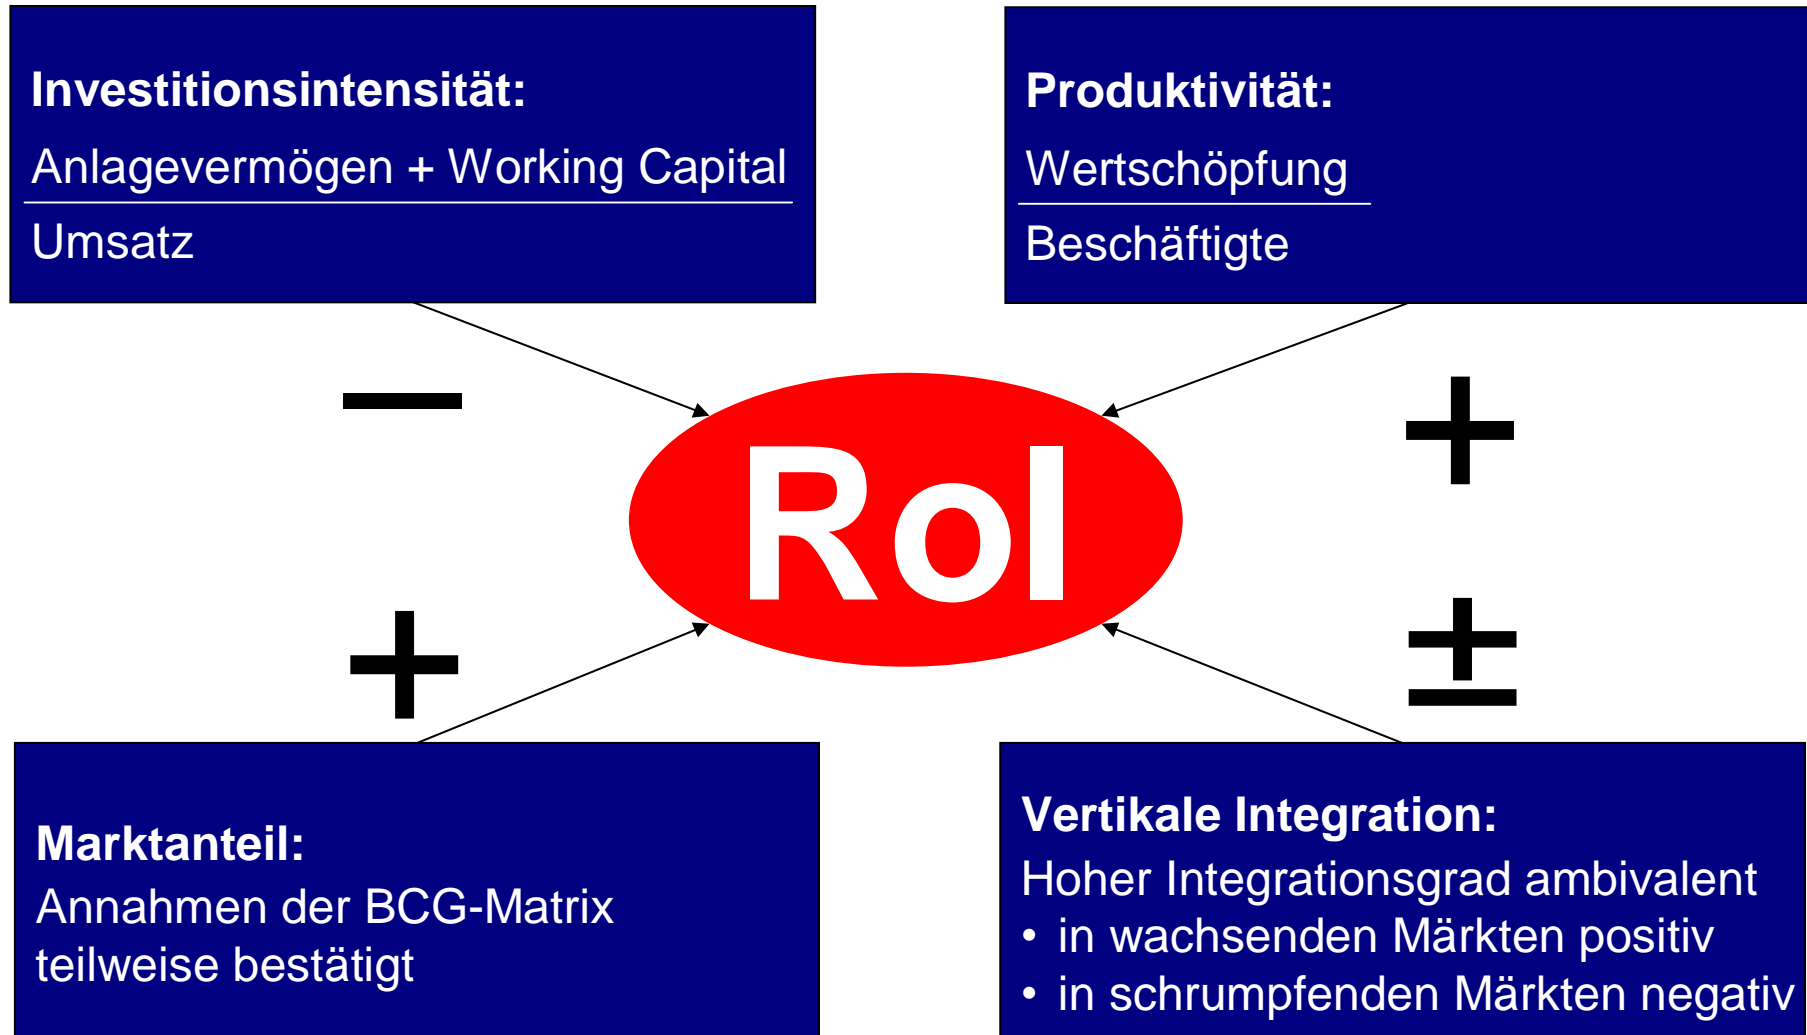 Investitionsintensität:
Anlagevermögen + Working Capital
Umsatz
Produktivität:
Wertschöpfung
Beschäftigte
–
+
RoI
+
±
Marktanteil:
Annahmen der BCG-Matrix
teilweise bestätigt
Vertikale Integration:
Hoher Integrationsgrad ambivalent
• in wachsenden Märkten positiv
• in schrumpfenden Märkten negativ